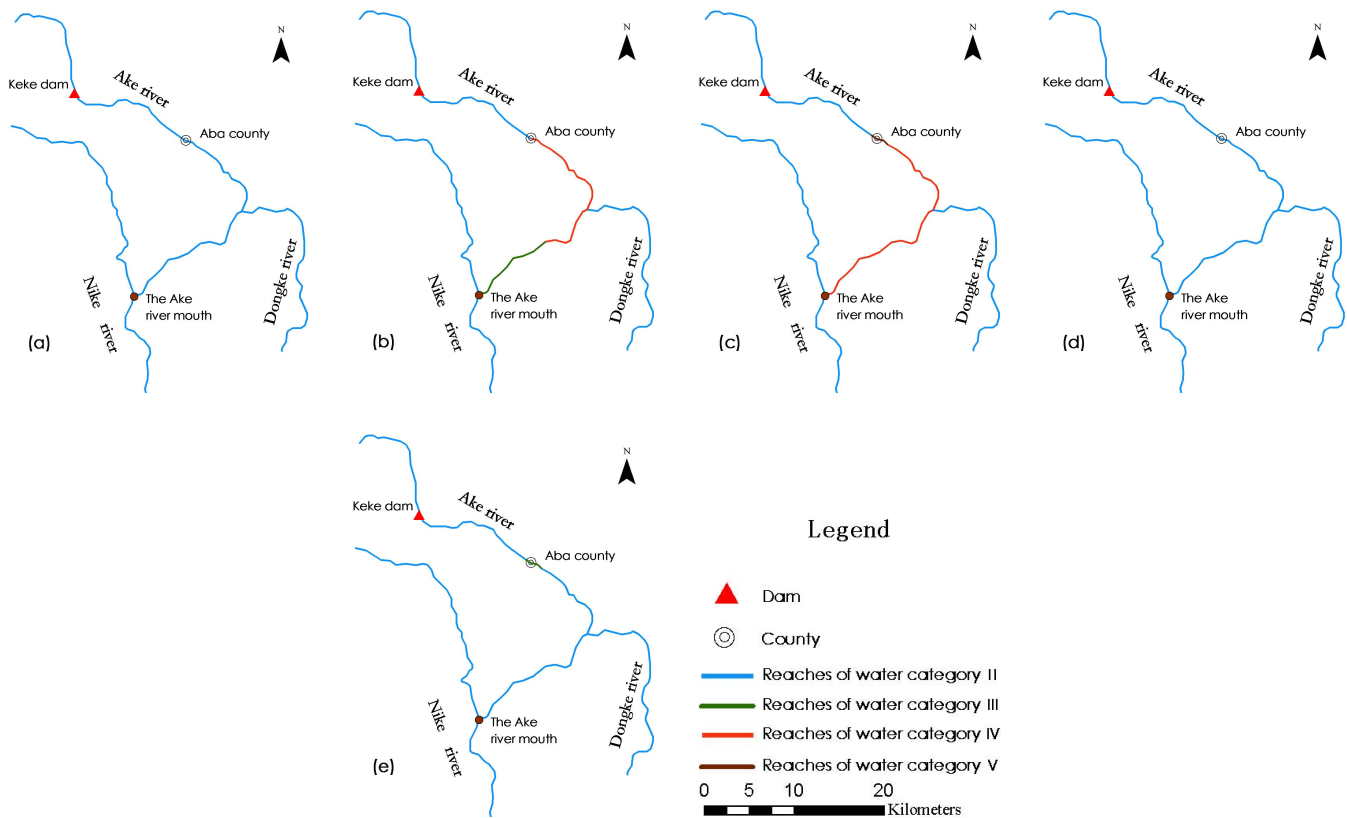 N
Keke dam
Ake river
Aba county
Nike river
The Ake
river mouth
Dongke river
(a)
N
Keke dam
Ake river
Aba county
Nike river
The Ake
river mouth
Dongke river
(b)
N
Keke dam
Ake river
Aba county
Nike river
The Ake
river mouth
Dongke river
(c)
N
Keke dam
Ake river
Aba county
Nike river
The Ake
river mouth
Dongke river
(d)
N
Keke dam
Ake river
Aba county
Nike river
The Ake
river mouth
Dongke river
(e)
Legend
Dam
County
Reaches of water category II
Reaches of water category III
Reaches of water category IV
Reaches of water category V
0 5 10 20
Kilometers